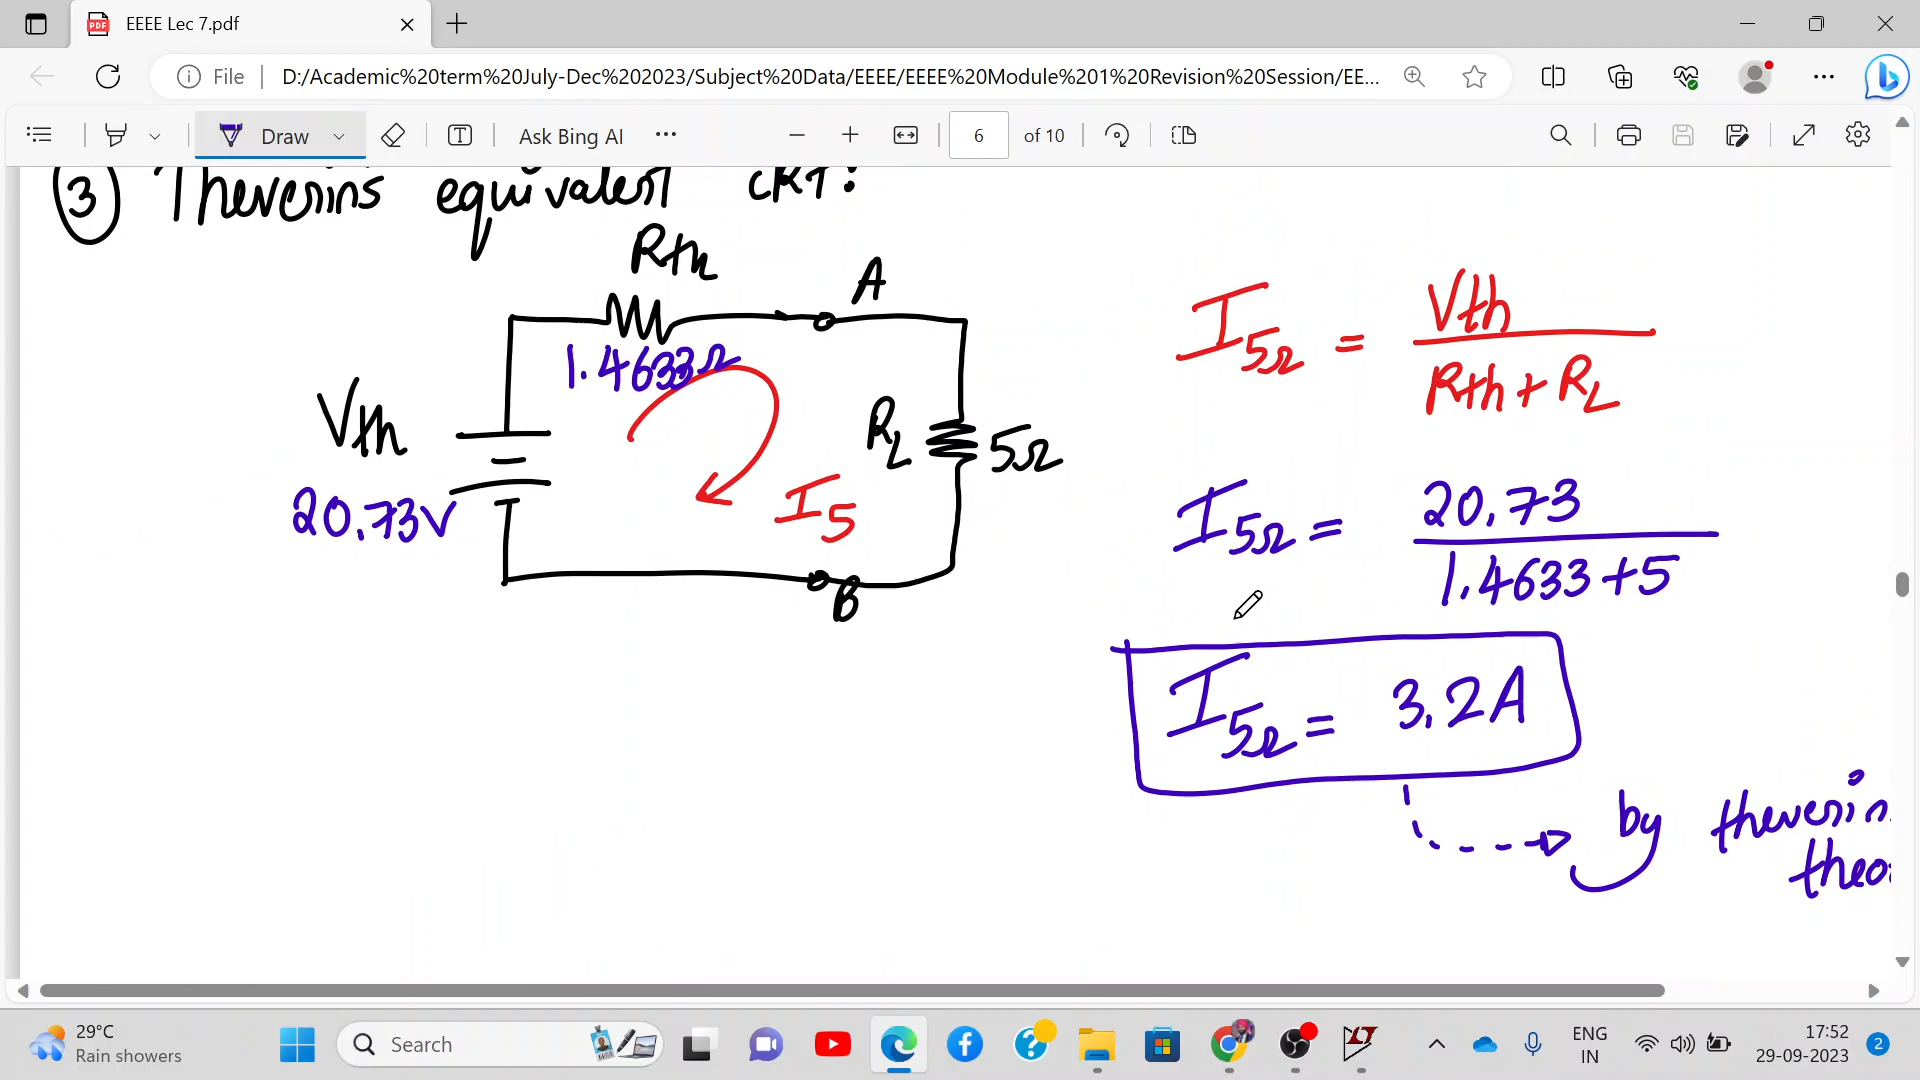 EEEE Lec 7.pdf
File
D:/Academic%20term%20July-Dec%202023/Subject%20Data/EEEE/EEEE%20Module%201%20Revision%20Session/EE...
Draw
Ask Bing AI
6 of 10
3 Thevenins equivalent CKT:
Rth
A
1.4633Ω
Vth
20.73V
RL
5Ω
I5
B
I5Ω = Vth
Rth + RL
I5Ω = 20.73
1.4633+5
I5Ω = 3.2A
by thevenin
theo
29°C
Rain showers
Search
ENG
IN
17:52
29-09-2023
2